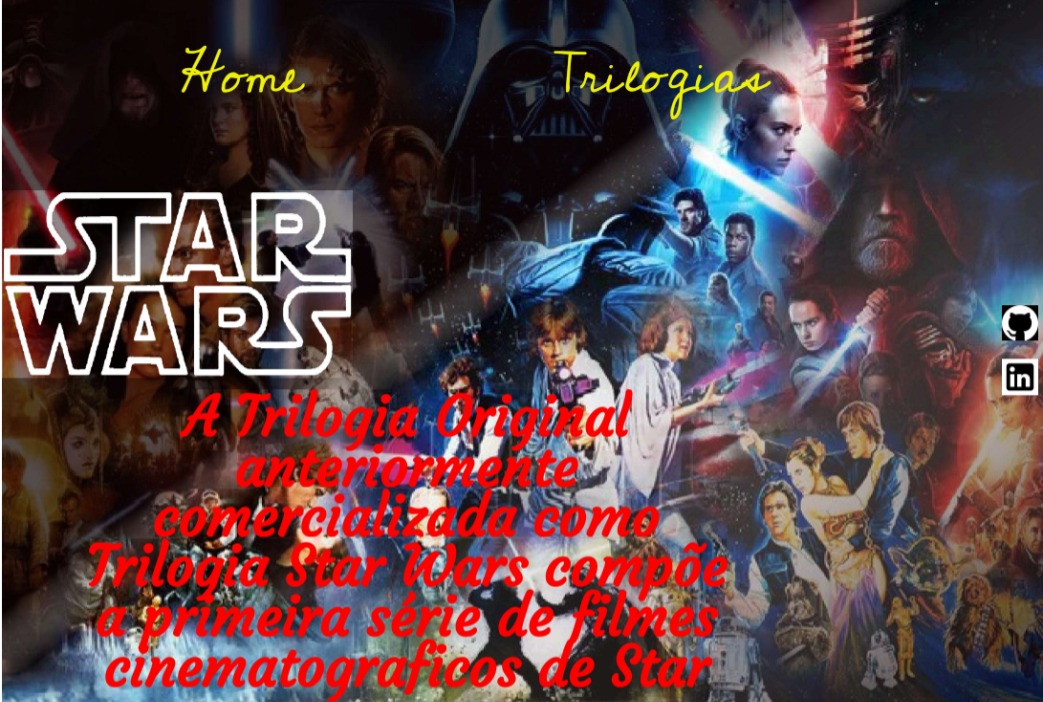 Home
Trilogias
STAR
WARS
in
A Trilogia Original
anteriormente
comercializada como
Trilogia Star Wars compõe
a primeira série de filmes
cinematograficos de Star